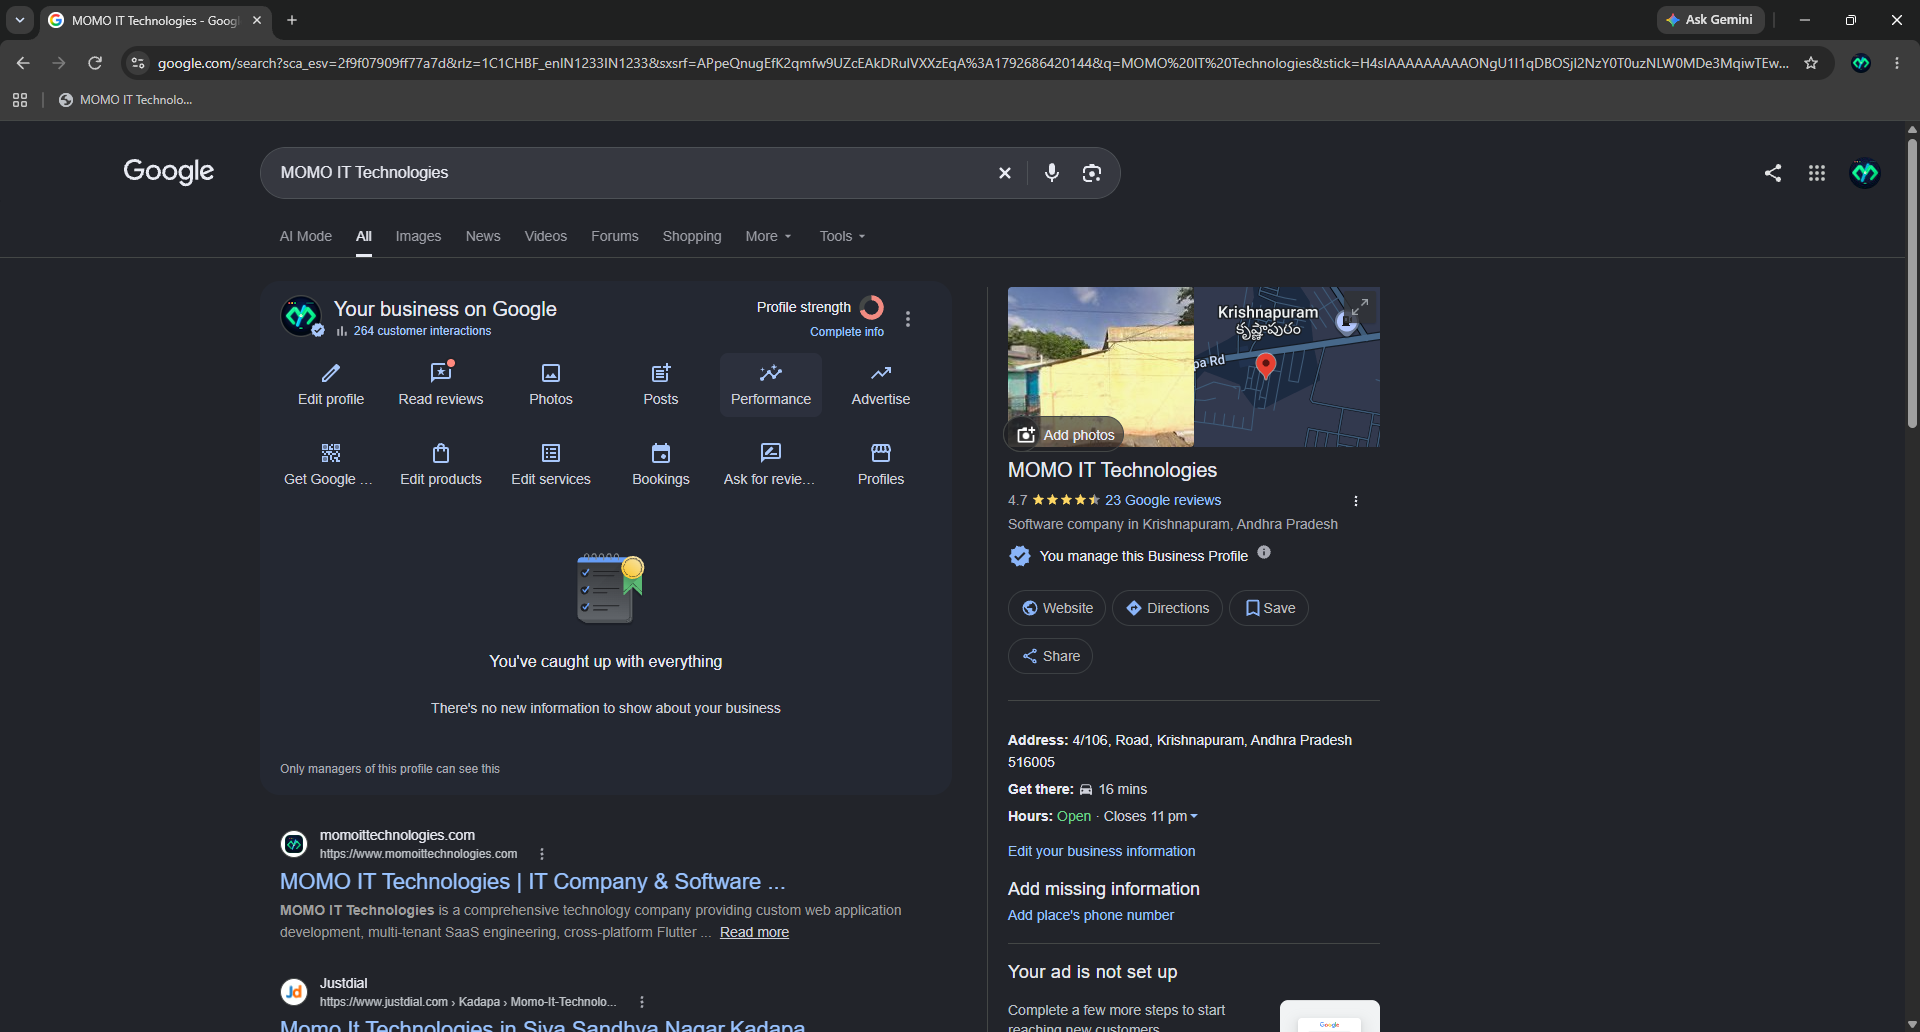 MOMO IT Technologies - Goog
Ask Gemini
google.com/search?sca_esv=2f9f07909ff77a7d&rlz=1C1CHBF_enIN1233IN1233&sxsrf=APpeQnugEfK2qmfw9UZcEAkDRulVXXzEqA%3A1792686420144&q=MOMO%20IT%20Technologies&stick=H4sIAAAAAAAAAONgU1I1qDBOSjI2NzY0T0uzNLW0MDe3MqiwTEw...
MOMO IT Technolo...
Google
MOMO IT Technologies
AI Mode All Images News Videos Forums Shopping More Tools
Your business on Google
264 customer interactions
Profile strength
Complete info
Edit profile Read reviews Photos Posts Performance Advertise
Get Google ... Edit products Edit services Bookings Ask for revie... Profiles
You've caught up with everything
There's no new information to show about your business
Only managers of this profile can see this
momoittechnologies.com
https://www.momoittechnologies.com
MOMO IT Technologies | IT Company & Software ...
MOMO IT Technologies is a comprehensive technology company providing custom web application
development, multi-tenant SaaS engineering, cross-platform Flutter ... Read more
Jd
Justdial
https://www.justdial.com › Kadapa › Momo-It-Technolo...
Momo It Technologies in Siva Sandhya Nagar,Kadapa
Krishnapuram
కృష్ణాపురం
pa Rd
Add photos
MOMO IT Technologies
4.7 23 Google reviews
Software company in Krishnapuram, Andhra Pradesh
You manage this Business Profile
Website Directions Save
Share
Address: 4/106, Road, Krishnapuram, Andhra Pradesh
516005
Get there: 16 mins
Hours: Open · Closes 11 pm
Edit your business information
Add missing information
Add place's phone number
Your ad is not set up
Complete a few more steps to start
reaching new customers
Google